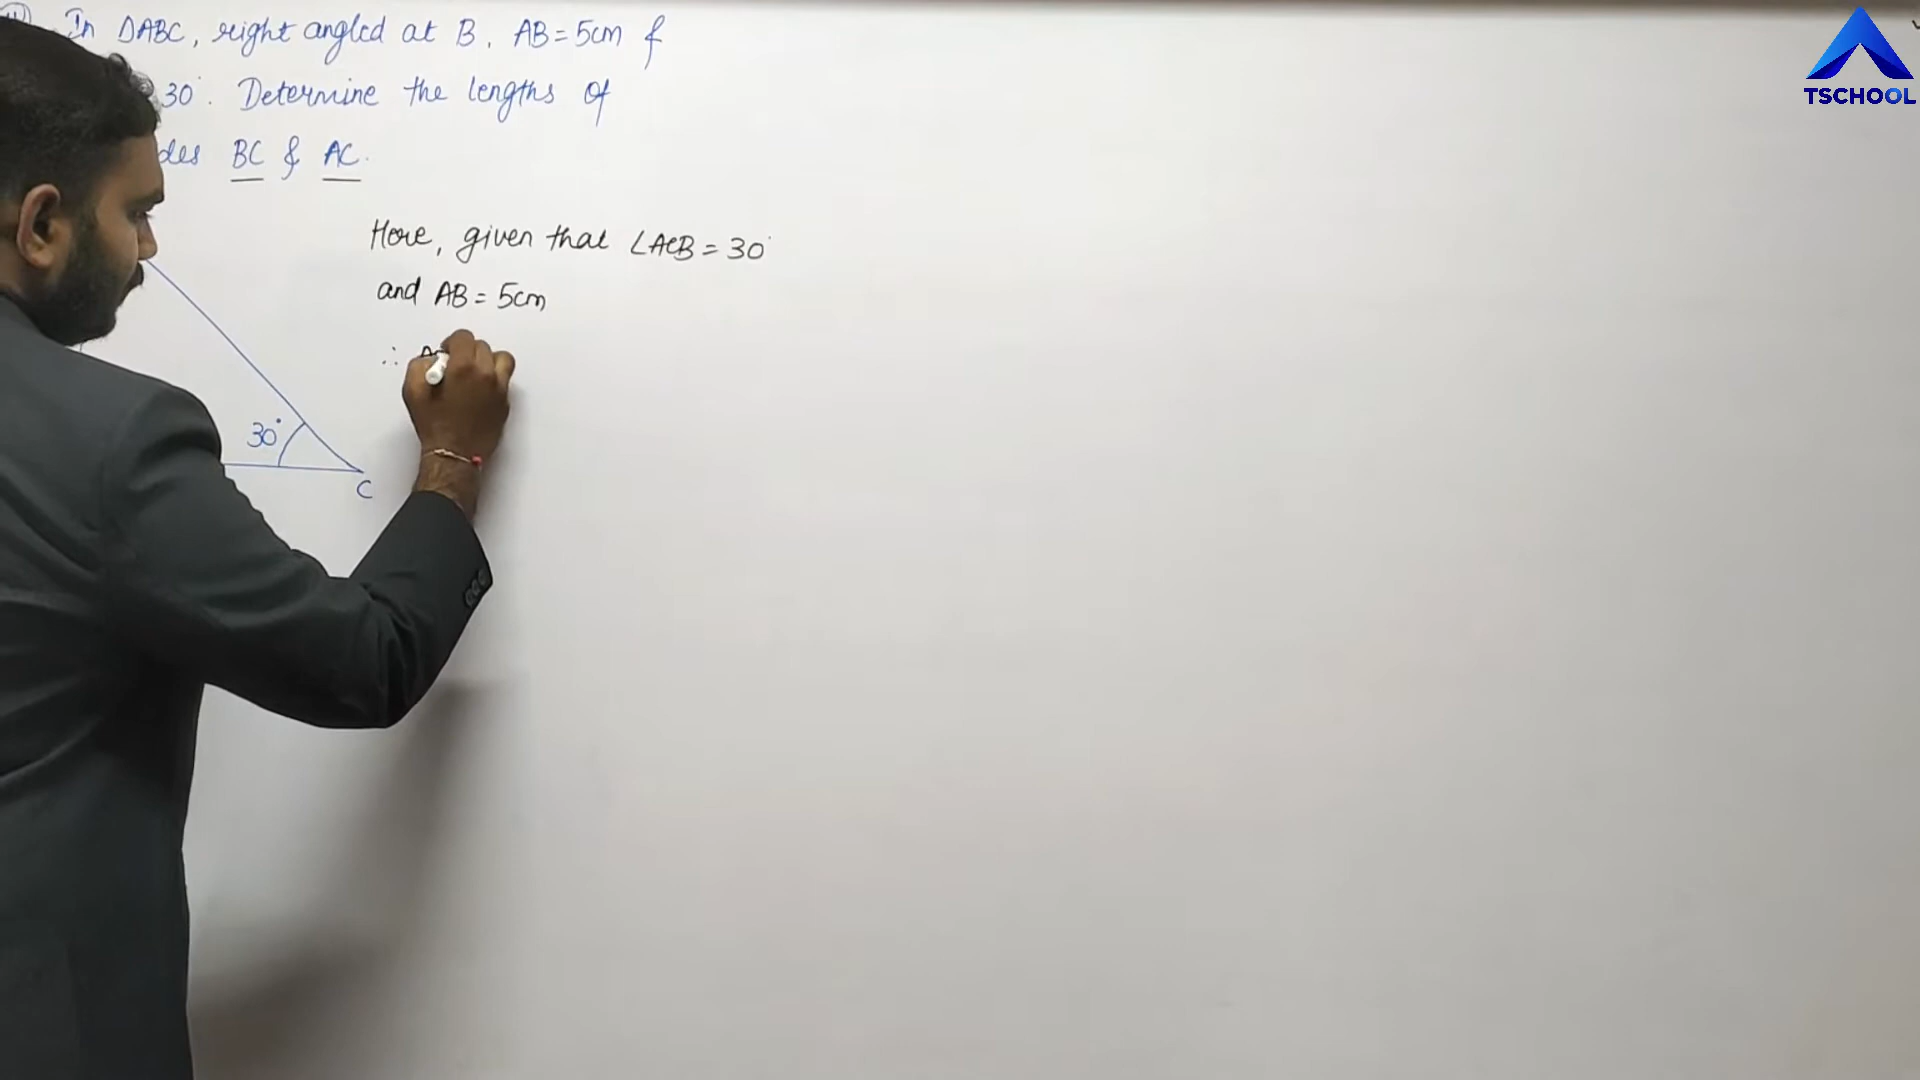 In ΔABC, right angled at B, AB = 5cm &
30°. Determine the lengths of
des BC & AC.
Here, given that ∠ACB = 30°
and AB = 5cm
∴
30°
C
TSCHOOL